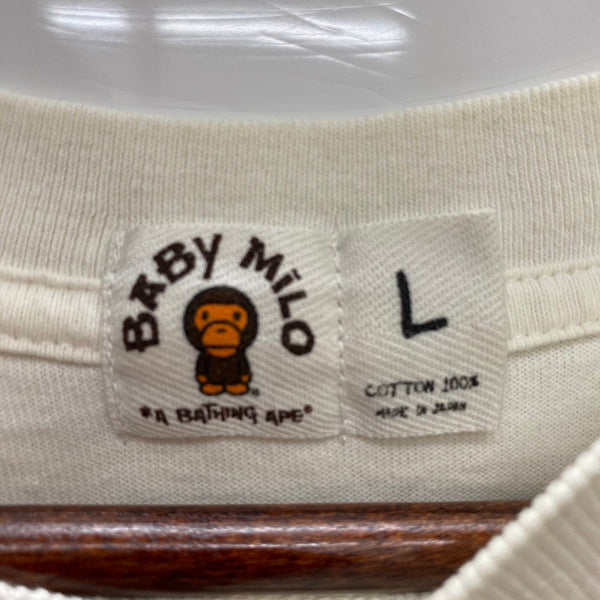 BABY MiLO
®
"A BATHING APE"
L
COTTON 100%
MADE IN JAPAN